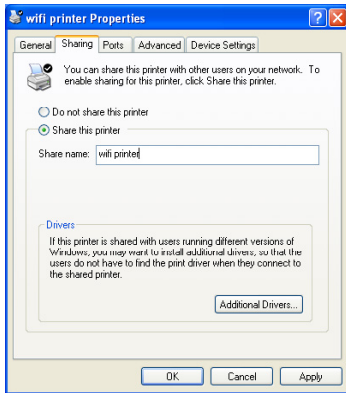 wifi printer Properties
General Sharing Ports Advanced Device Settings
You can share this printer with other users on your network. To
enable sharing for this printer, click Share this printer.
Do not share this printer
Share this printer
Share name: wifi printer
Drivers
If this printer is shared with users running different versions of
Windows, you may want to install additional drivers, so that the
users do not have to find the print driver when they connect to
the shared printer.
Additional Drivers...
OK Cancel Apply